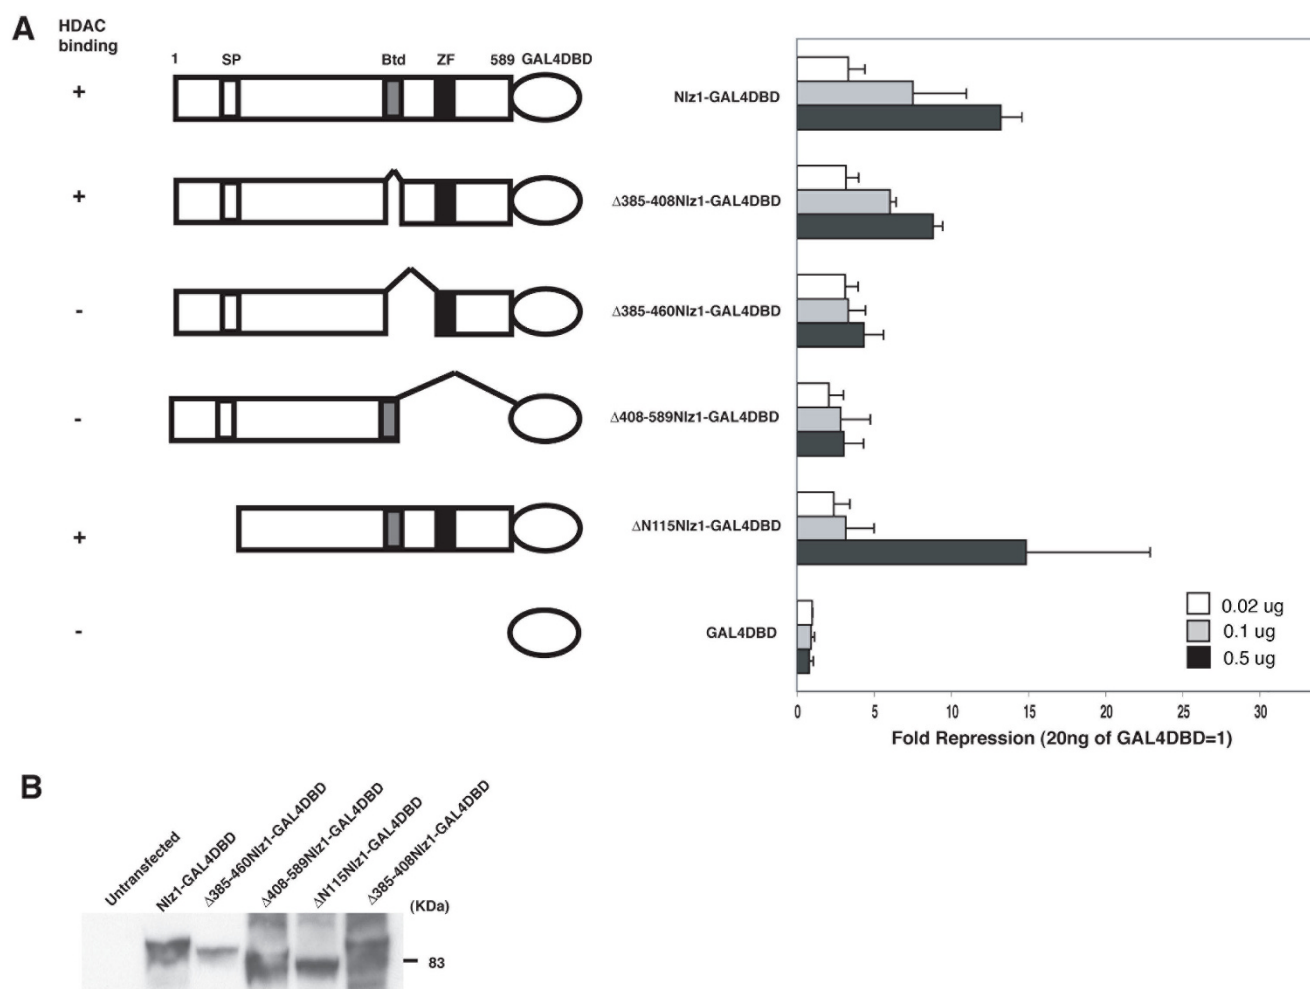 A
HDAC
binding
1 SP Btd ZF 589 GAL4DBD
+
+
-
-
+
-
Nlz1-GAL4DBD
Δ385-408Nlz1-GAL4DBD
Δ385-460Nlz1-GAL4DBD
Δ408-589Nlz1-GAL4DBD
ΔN115Nlz1-GAL4DBD
GAL4DBD
0.02 ug
0.1 ug
0.5 ug
0 5 10 15 20 25 30
Fold Repression (20ng of GAL4DBD=1)
B
Untransfected
Nlz1-GAL4DBD
Δ385-460Nlz1-GAL4DBD
Δ408-589Nlz1-GAL4DBD
ΔN115Nlz1-GAL4DBD
Δ385-408Nlz1-GAL4DBD
(KDa)
83